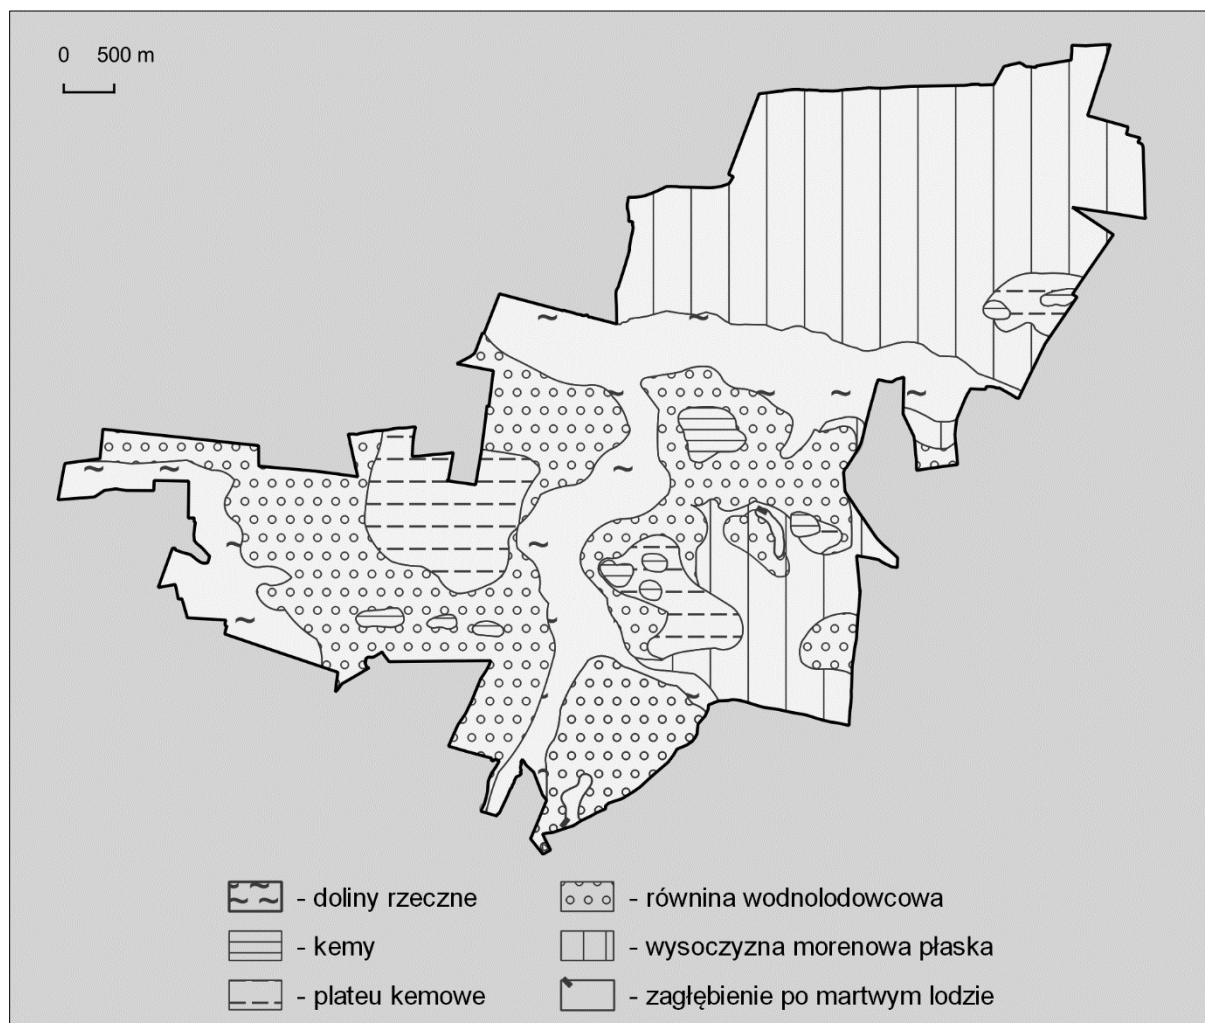 0 500 m
- doliny rzeczne
- równina wodnolodowcowa
- kemy
- wysoczyzna morenowa płaska
- plateu kemowe
- zagłębienie po martwym lodzie